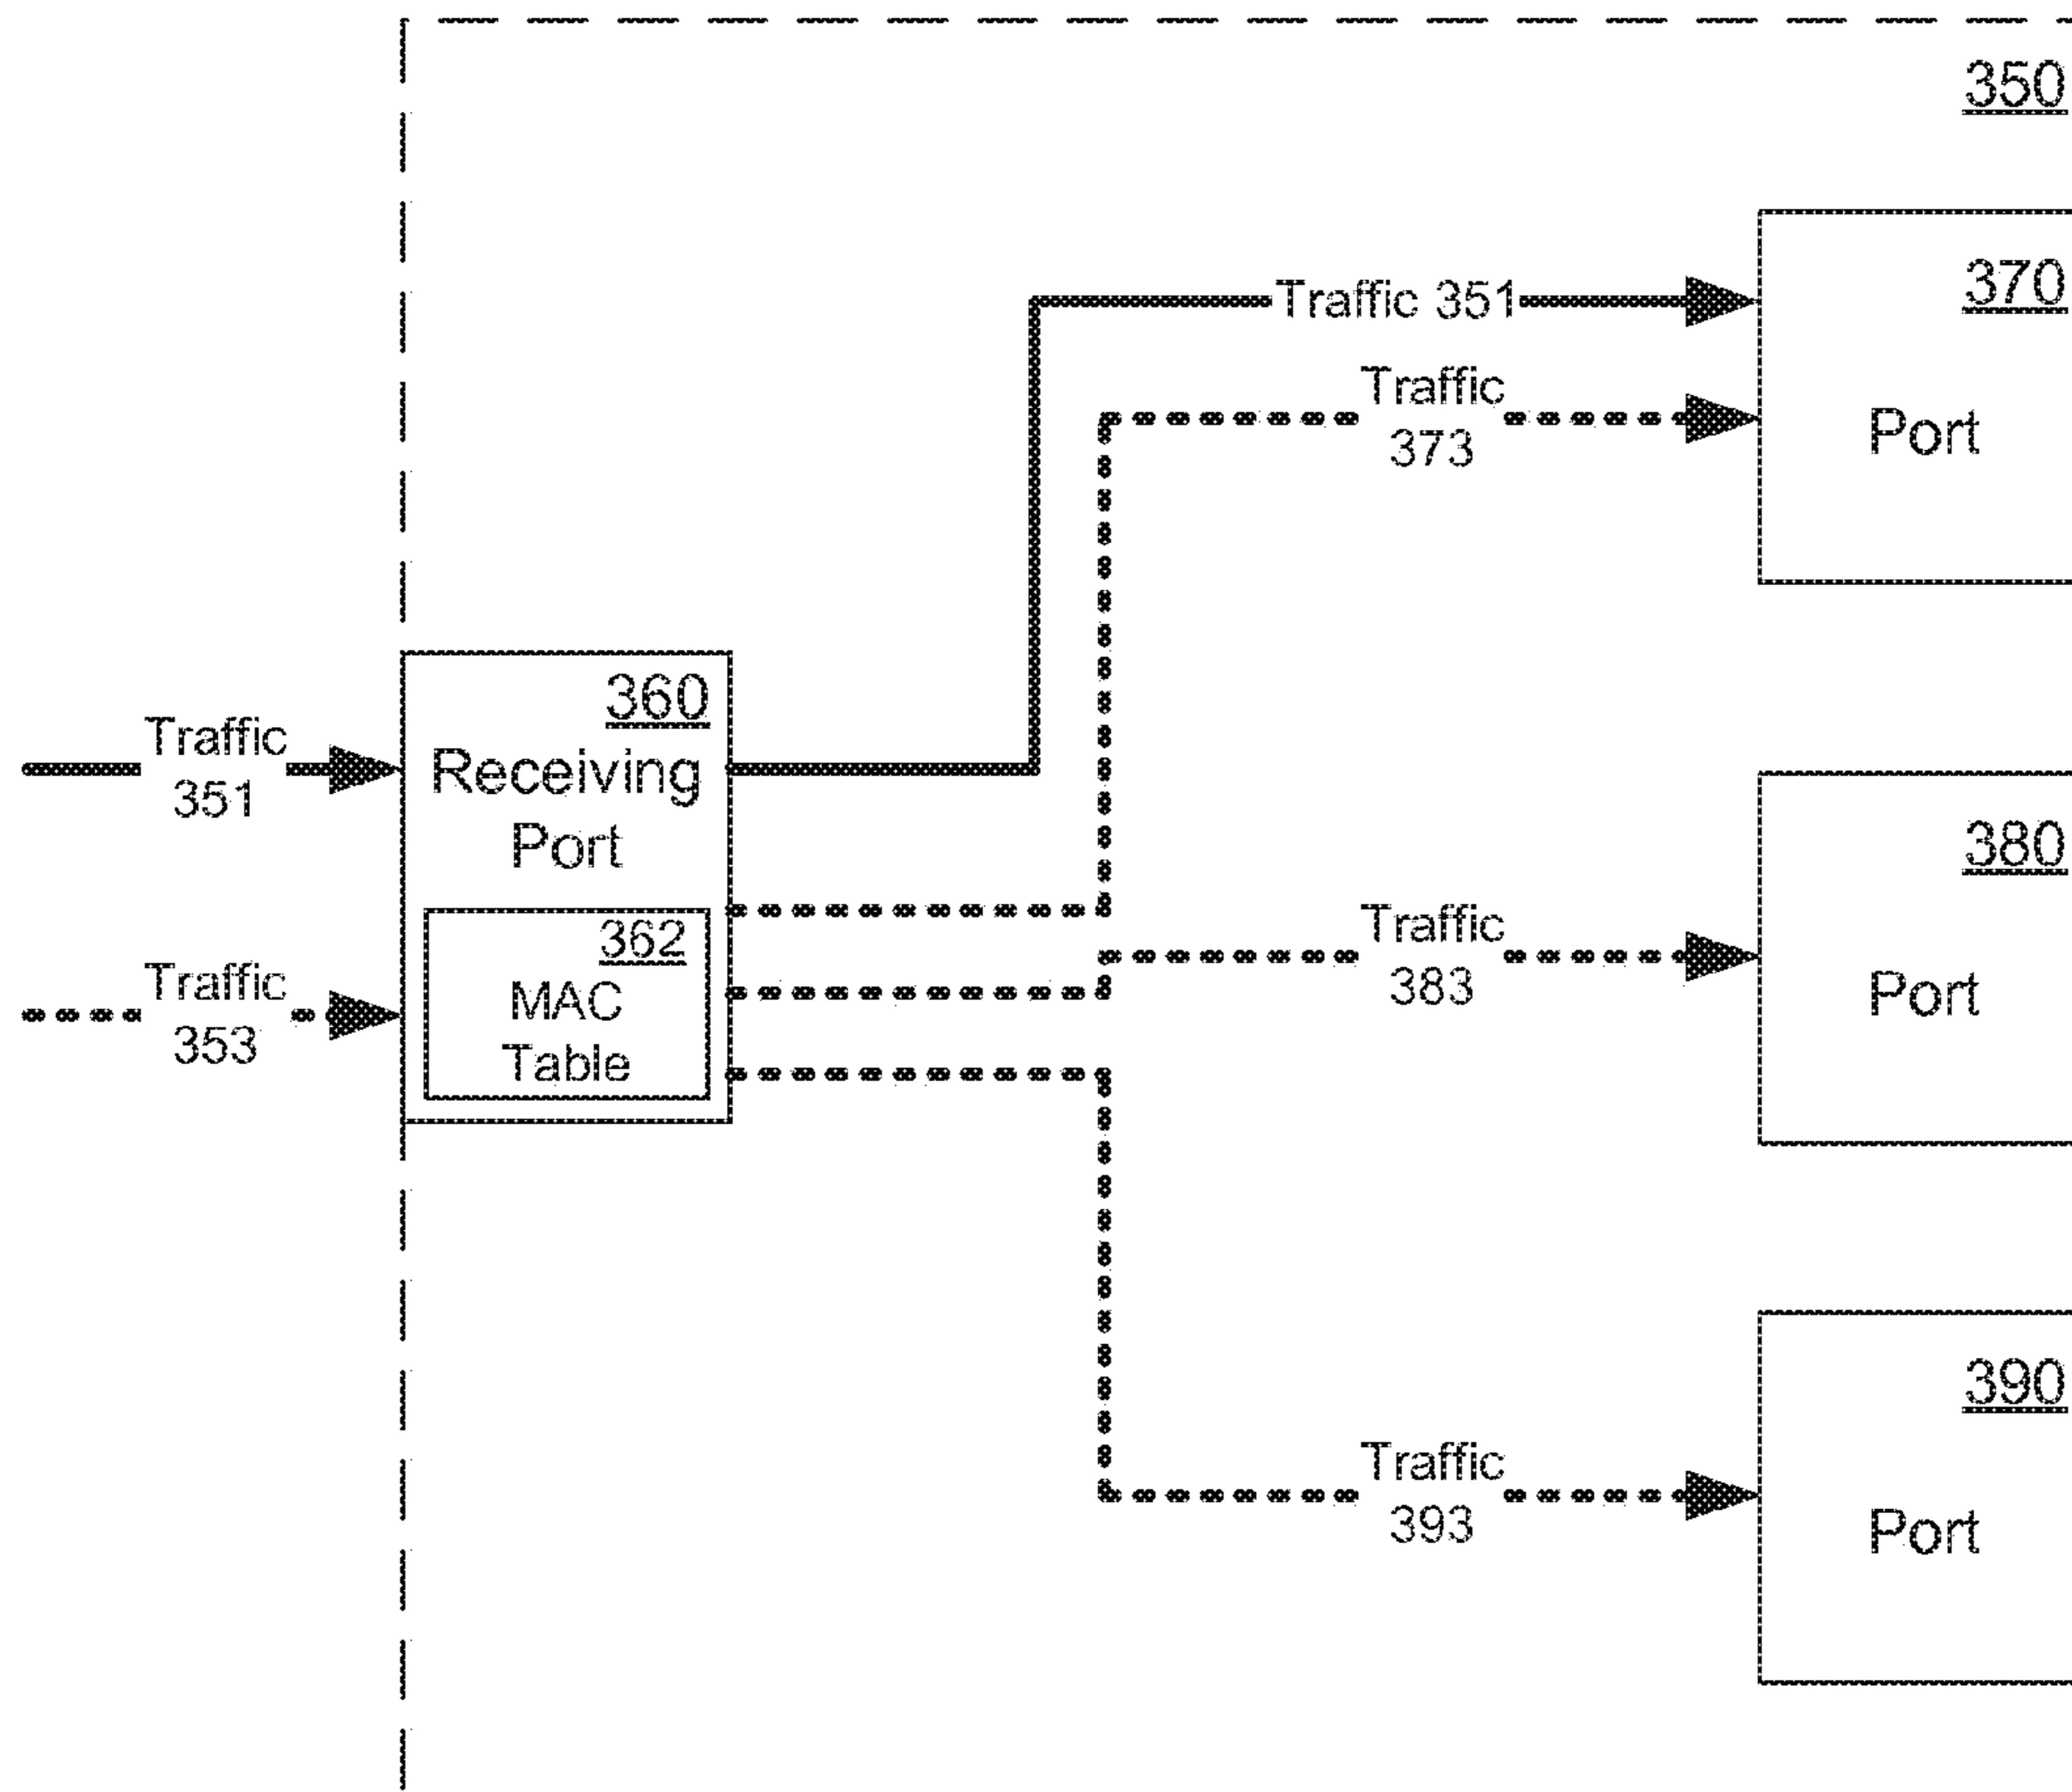 350
370
Traffic 351
Traffic
373
Port
360
Receiving
Port
Traffic
351
362
MAC
Table
Traffic
353
380
Traffic
383
Port
390
Traffic
393
Port